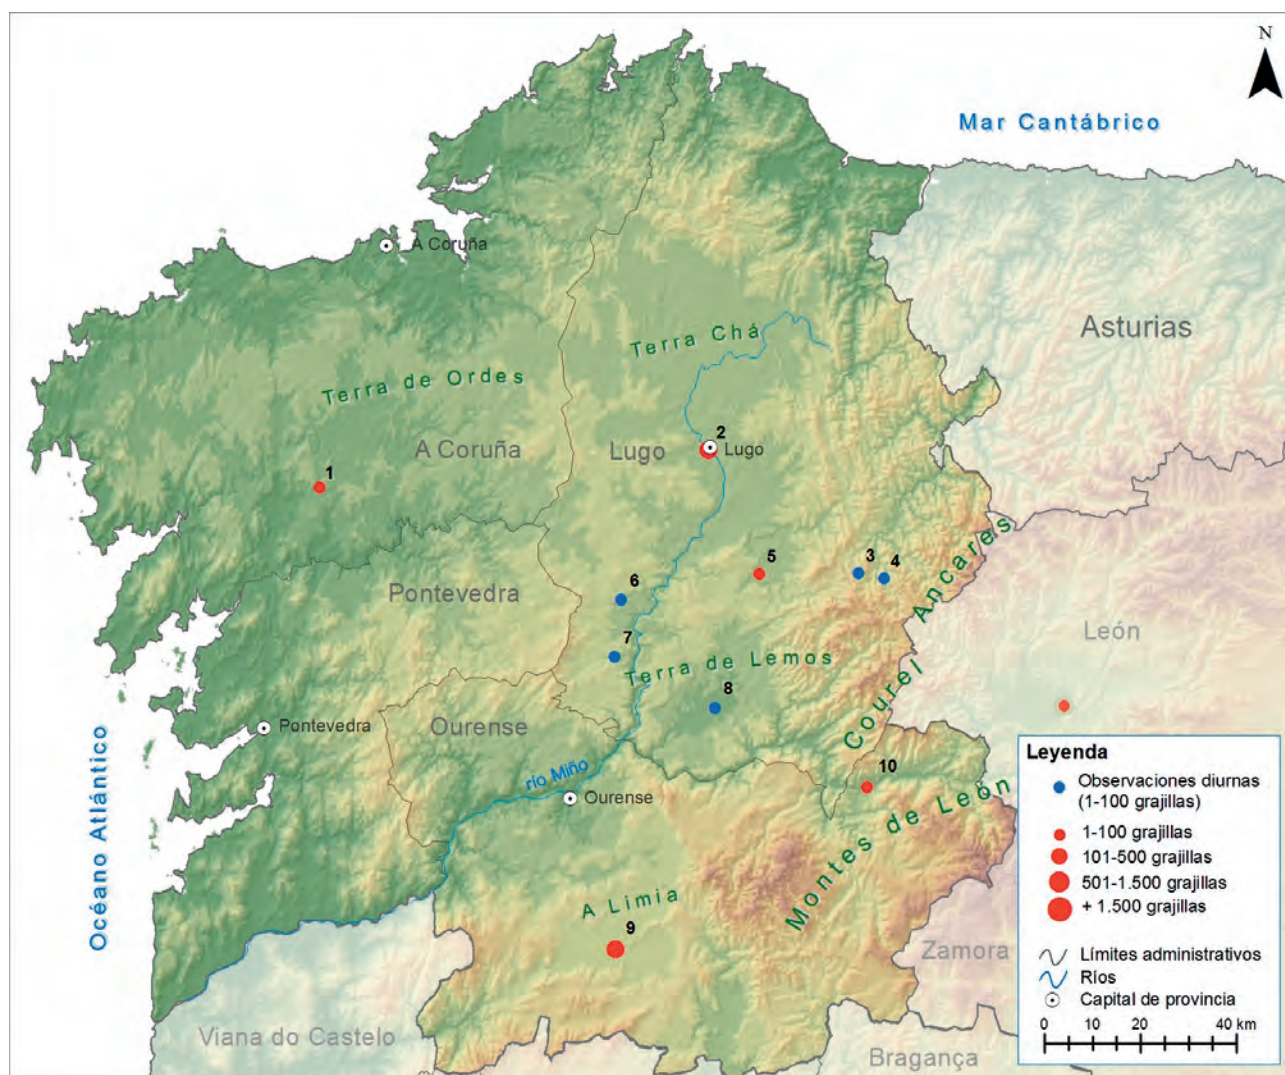 N
Mar Cantábrico
A Coruña
Asturias
Terra Chá
Terra de Ordes
2
Lugo
Lugo
A Coruña
1
Ancares
5
3
4
6
Pontevedra
León
7
Terra de Lemos
8
Courel
Pontevedra
Ourense
Océano Atlántico
río Miño
10
Ourense
Montes de León
A Limia
9
Zamora
Viana do Castelo
Bragança
Leyenda
Observaciones diurnas
(1-100 grajillas)
1-100 grajillas
101-500 grajillas
501-1.500 grajillas
+ 1.500 grajillas
Límites administrativos
Ríos
Capital de provincia
0 10 20 40 km